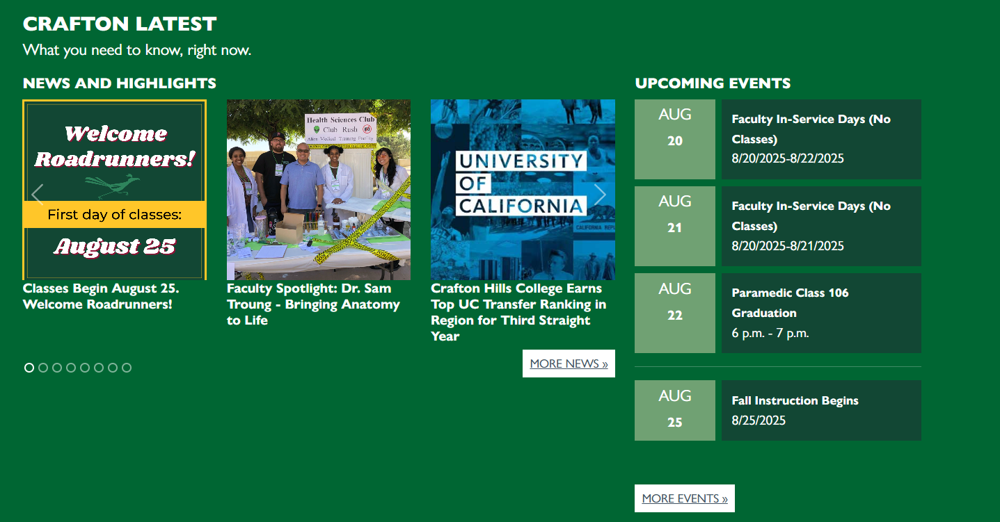 CRAFTON LATEST
What you need to know, right now.
NEWS AND HIGHLIGHTS
Welcome
Roadrunners!
First day of classes:
August 25
Classes Begin August 25.
Welcome Roadrunners!
Health Sciences Club
Club Rush
Alien Medical Training Facility
Faculty Spotlight: Dr. Sam
Troung - Bringing Anatomy
to Life
UNIVERSITY
OF
CALIFORNIA
CALIFORNIA REPU
Crafton Hills College Earns
Top UC Transfer Ranking in
Region for Third Straight
Year
MORE NEWS »
UPCOMING EVENTS
AUG
20
Faculty In-Service Days (No
Classes)
8/20/2025-8/22/2025
AUG
21
Faculty In-Service Days (No
Classes)
8/20/2025-8/21/2025
AUG
22
Paramedic Class 106
Graduation
6 p.m. - 7 p.m.
AUG
25
Fall Instruction Begins
8/25/2025
MORE EVENTS »